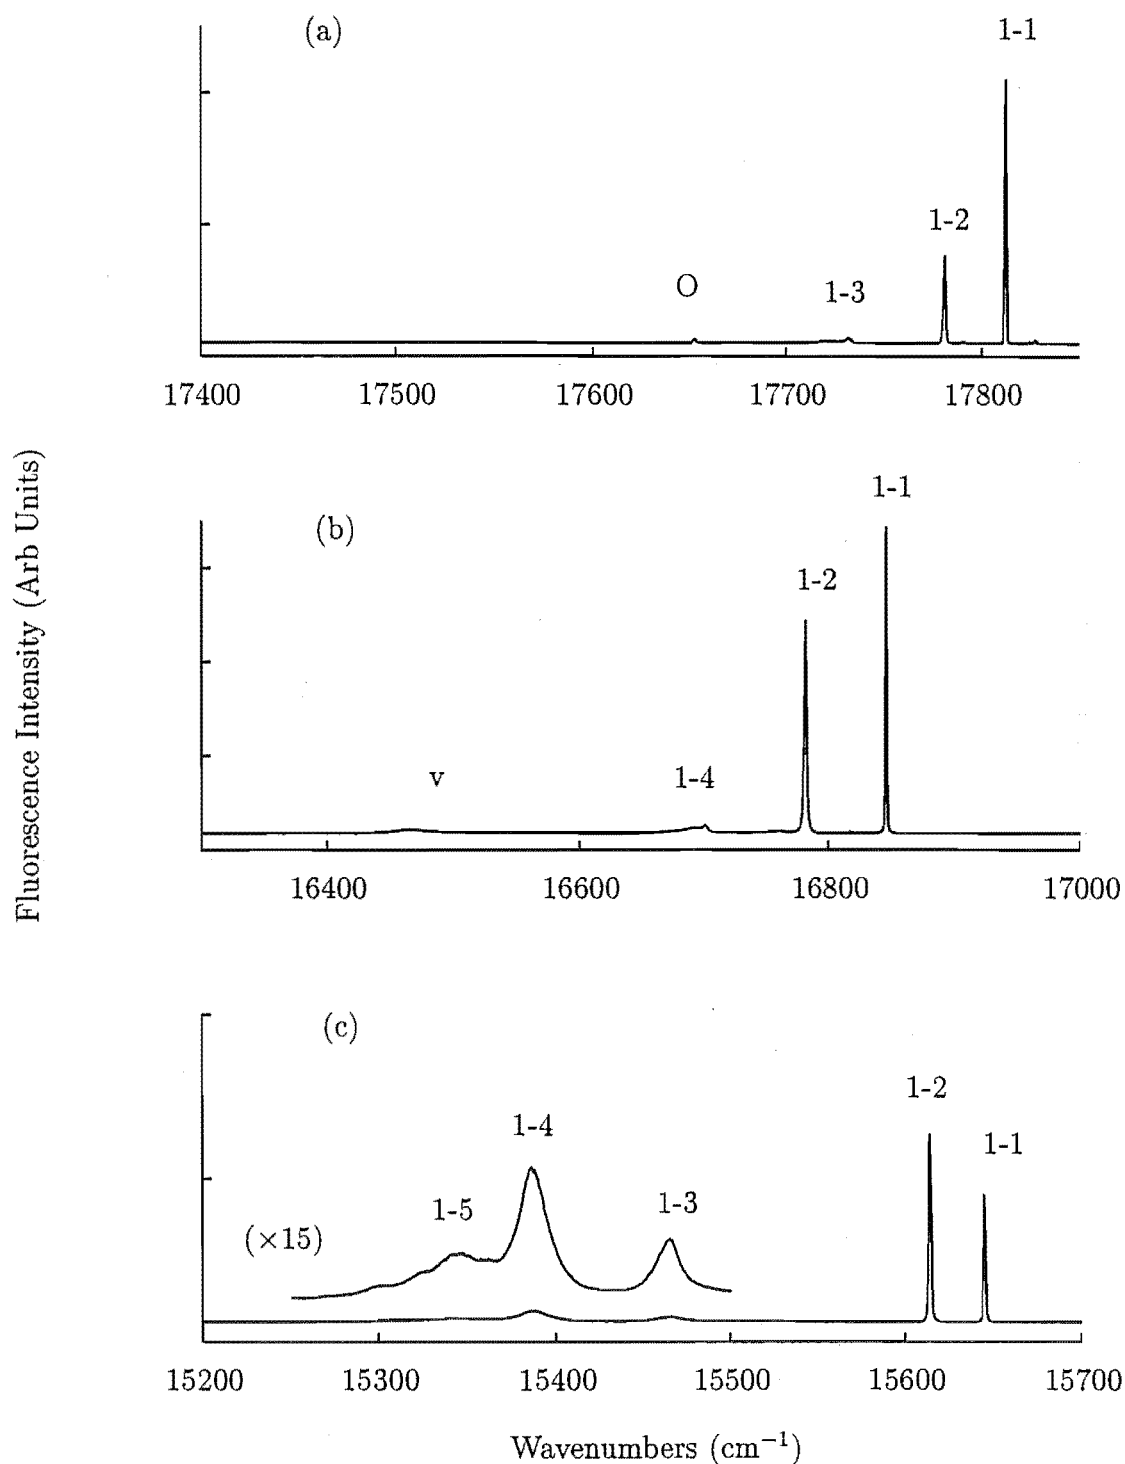 (a)
1-1
1-2
O
1-3
17400 17500 17600 17700 17800
Fluorescence Intensity (Arb Units)
1-1
(b)
1-2
v
1-4
16400 16600 16800 17000
(c)
1-2
1-4
1-1
1-5
1-3
(×15)
15200 15300 15400 15500 15600 15700
Wavenumbers (cm⁻¹)